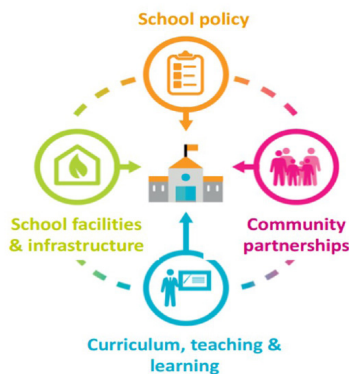 School policy
School facilities
& infrastructure
Community
partnerships
Curriculum, teaching &
learning